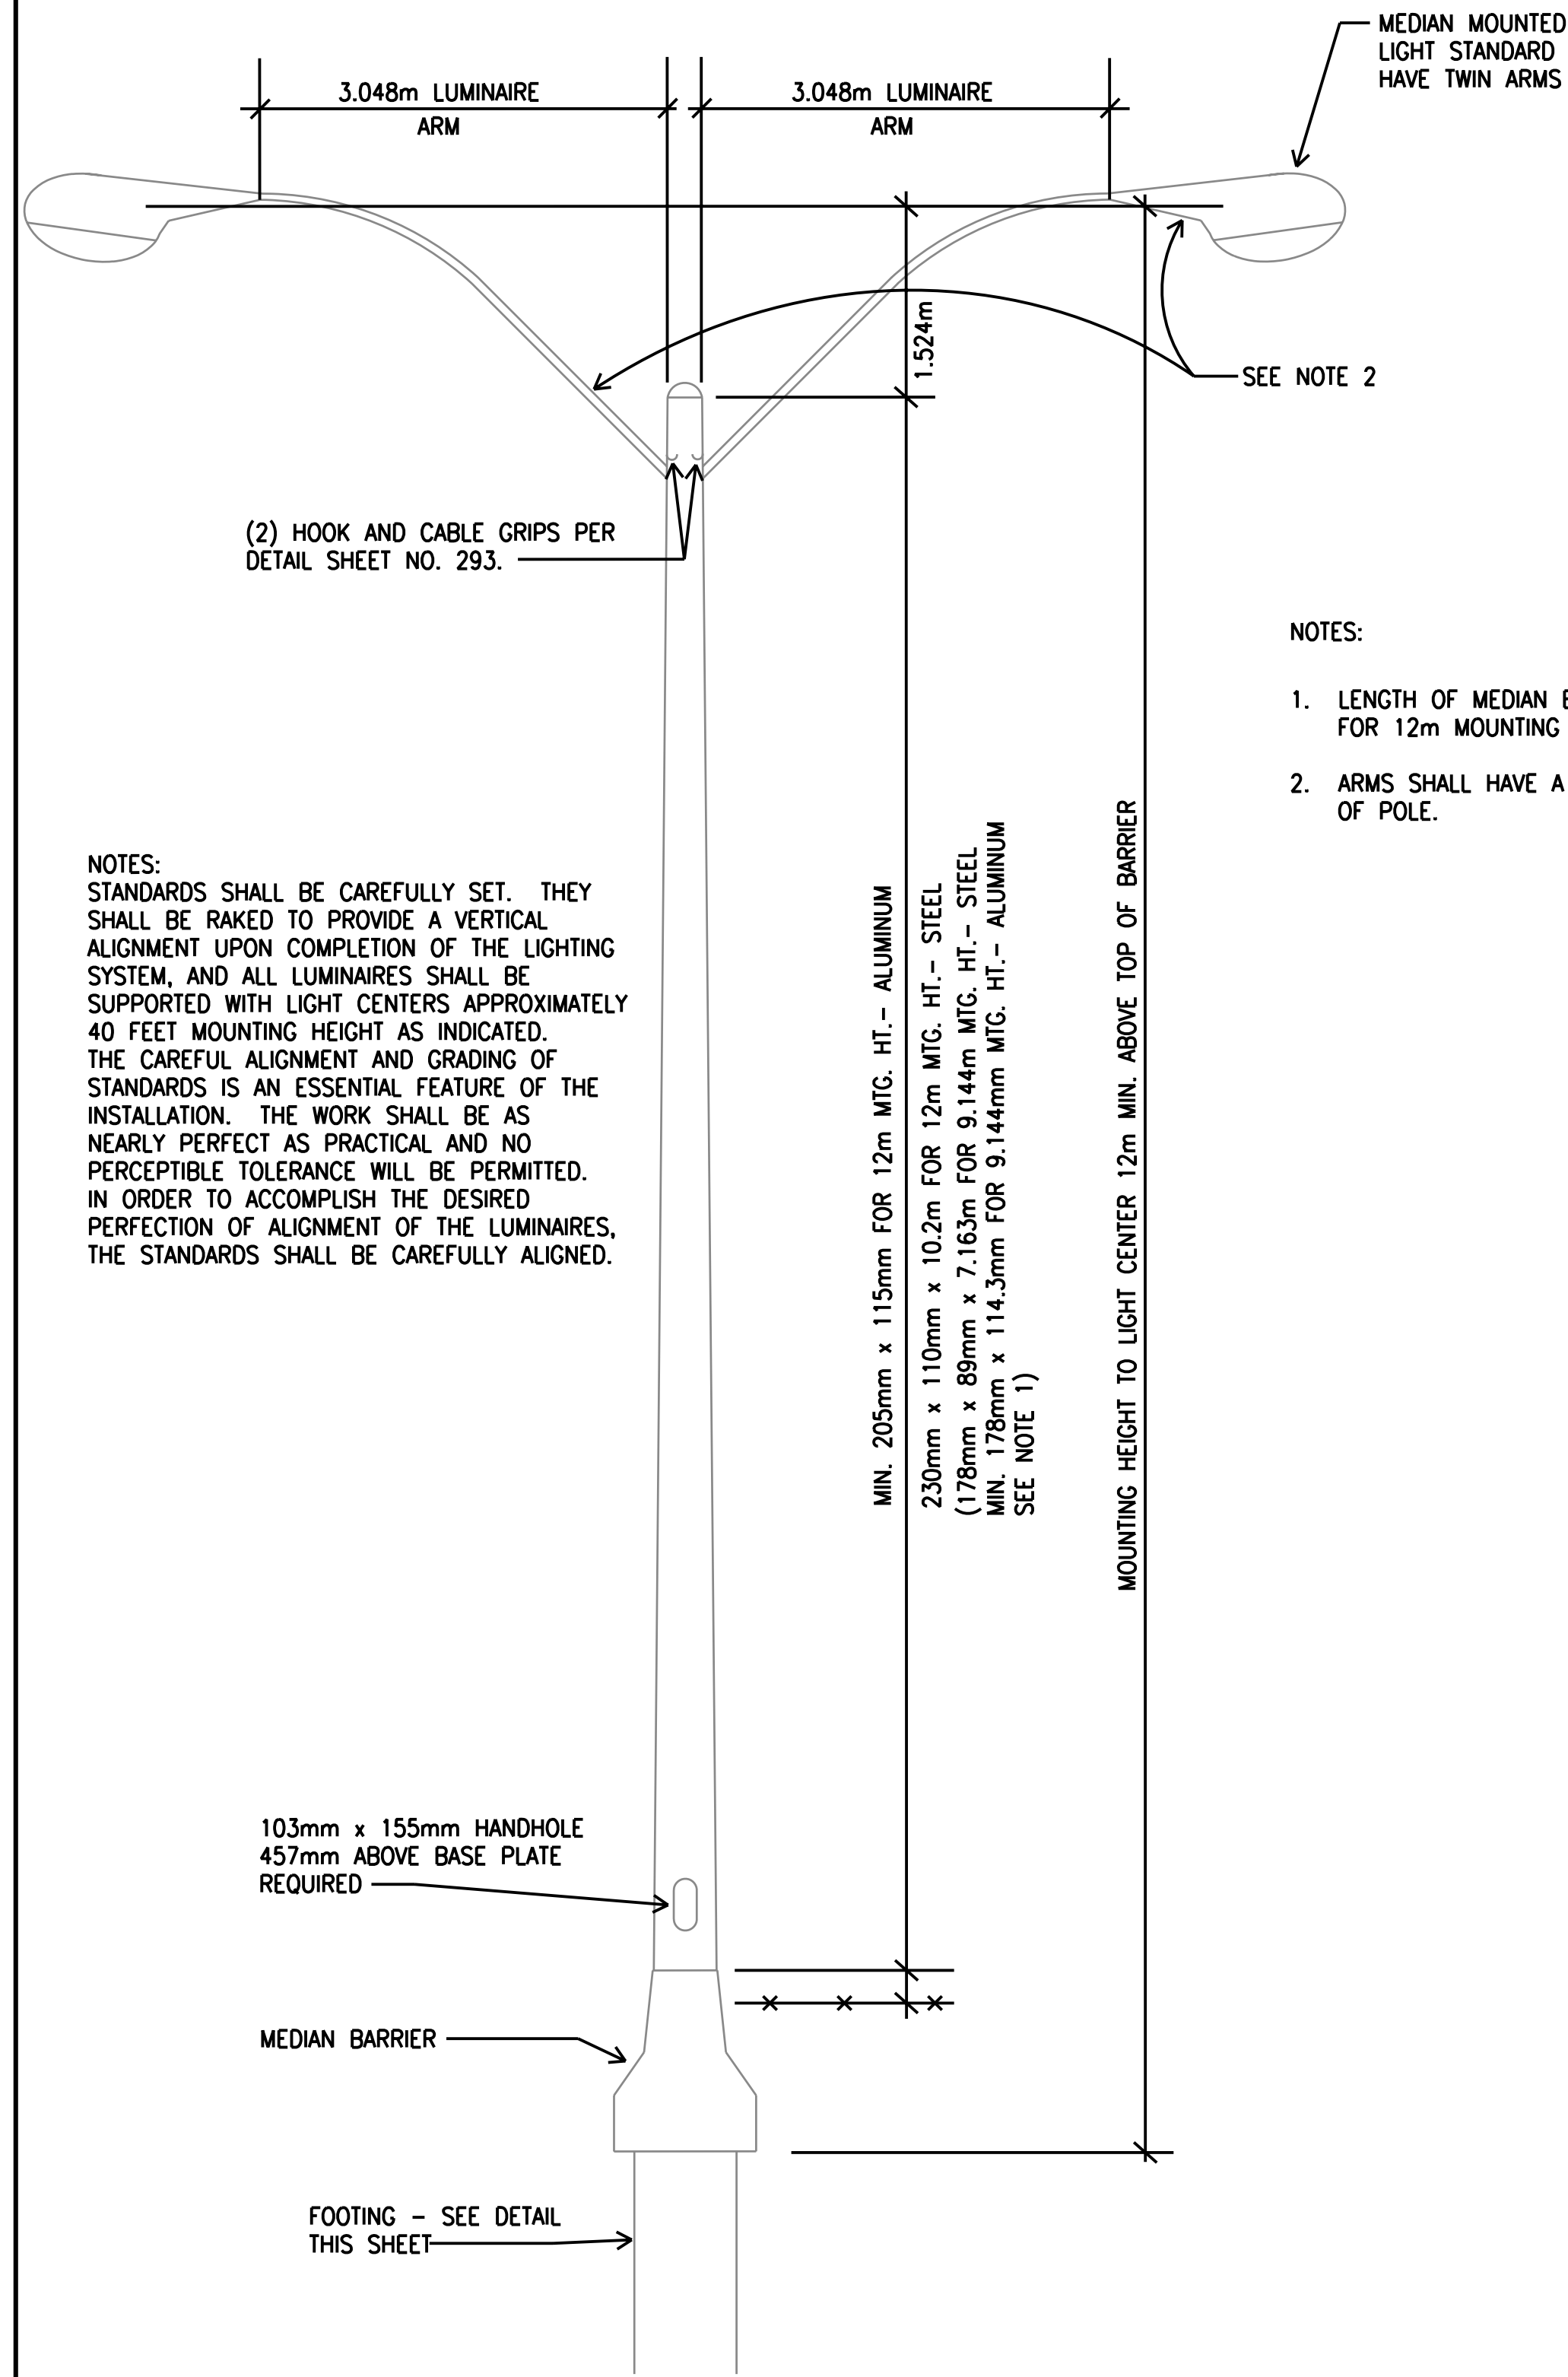 MEDIAN MOUNTED
LIGHT STANDARD
HAVE TWIN ARMS
3.048m LUMINAIRE
ARM
3.048m LUMINAIRE
ARM
1.524m
SEE NOTE 2
(2) HOOK AND CABLE GRIPS PER
DETAIL SHEET NO. 293.
NOTES:
1. LENGTH OF MEDIAN
FOR 12m MOUNTING
2. ARMS SHALL HAVE A
OF POLE.
NOTES:
STANDARDS SHALL BE CAREFULLY SET. THEY
SHALL BE RAKED TO PROVIDE A VERTICAL
ALIGNMENT UPON COMPLETION OF THE LIGHTING
SYSTEM, AND ALL LUMINAIRES SHALL BE
SUPPORTED WITH LIGHT CENTERS APPROXIMATELY
40 FEET MOUNTING HEIGHT AS INDICATED.
THE CAREFUL ALIGNMENT AND GRADING OF
STANDARDS IS AN ESSENTIAL FEATURE OF THE
INSTALLATION. THE WORK SHALL BE AS
NEARLY PERFECT AS PRACTICAL AND NO
PERCEPTIBLE TOLERANCE WILL BE PERMITTED.
IN ORDER TO ACCOMPLISH THE DESIRED
PERFECTION OF ALIGNMENT OF THE LUMINAIRES,
THE STANDARDS SHALL BE CAREFULLY ALIGNED.
MIN. 205mm x 115mm FOR 12m MTG. HT.- ALUMINUM
230mm x 110mm x 10.2m FOR 12m MTG. HT.- STEEL
(178mm x 89mm x 7.163m FOR 9.144m MTG. HT.- STEEL
MIN. 178mm x 114.3mm FOR 9.144mm MTG. HT.- ALUMINUM
SEE NOTE 1)
MOUNTING HEIGHT TO LIGHT CENTER 12m MIN. ABOVE TOP OF BARRIER
103mm x 155mm HANDHOLE
457mm ABOVE BASE PLATE
REQUIRED
MEDIAN BARRIER
FOOTING - SEE DETAIL
THIS SHEET